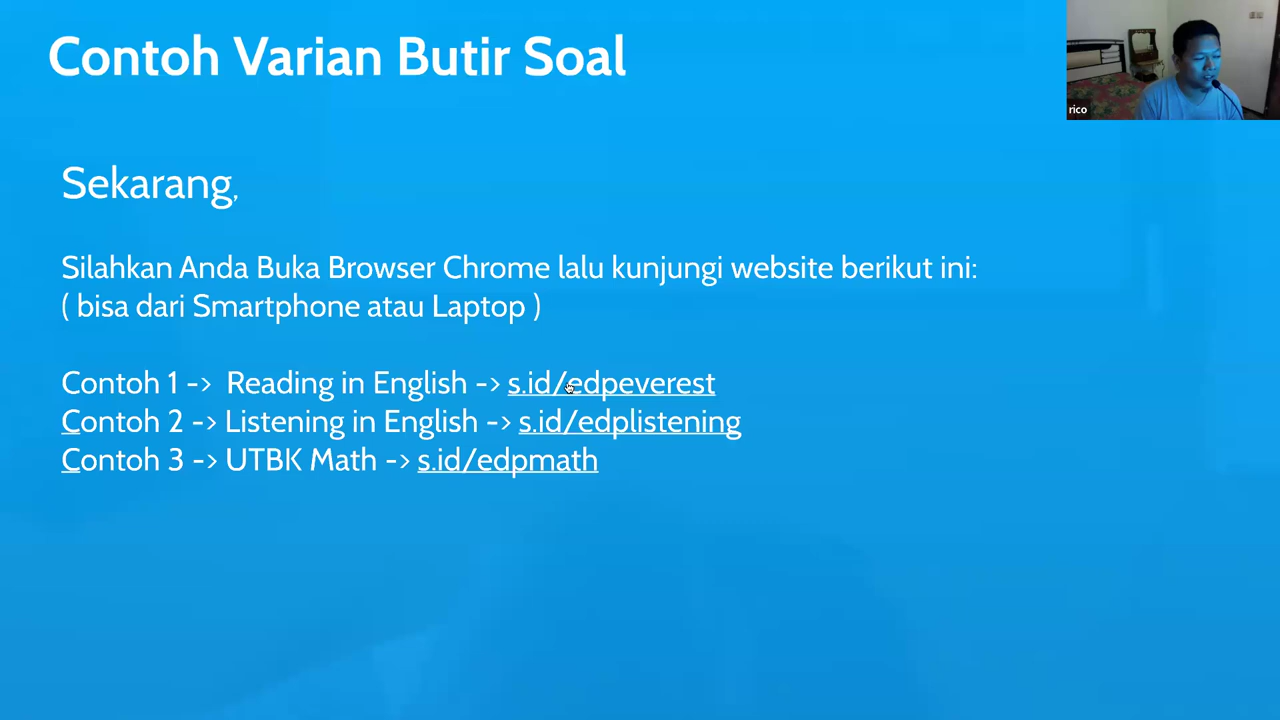 Contoh Varian Butir Soal
rico
Sekarang,
Silahkan Anda Buka Browser Chrome lalu kunjungi website berikut ini:
( bisa dari Smartphone atau Laptop )
Contoh 1 -> Reading in English -> s.id/edpeverest
Contoh 2 -> Listening in English -> s.id/edplistening
Contoh 3 -> UTBK Math -> s.id/edpmath